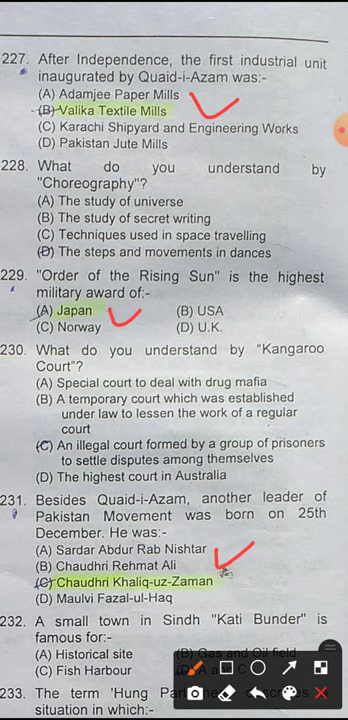 227. After Independence, the first industrial unit
inaugurated by Quaid-i-Azam was:-
(A) Adamjee Paper Mills
(B) Valika Textile Mills
(C) Karachi Shipyard and Engineering Works
(D) Pakistan Jute Mills
228. What do you understand by
"Choreography"?
(A) The study of universe
(B) The study of secret writing
(C) Techniques used in space travelling
(D) The steps and movements in dances
229. "Order of the Rising Sun" is the highest
military award of:-
(A) Japan (B) USA
(C) Norway (D) U.K.
230. What do you understand by "Kangaroo
Court"?
(A) Special court to deal with drug mafia
(B) A temporary court which was established
under law to lessen the work of a regular
court
(C) An illegal court formed by a group of prisoners
to settle disputes among themselves
(D) The highest court in Australia
231. Besides Quaid-i-Azam, another leader of
Pakistan Movement was born on 25th
December. He was:-
(A) Sardar Abdur Rab Nishtar
(B) Chaudhri Rehmat Ali
(C) Chaudhri Khaliq-uz-Zaman
(D) Maulvi Fazal-ul-Haq
232. A small town in Sindh "Kati Bunder" is
famous for:-
(A) Historical site (B) Gas and Oil field
(C) Fish Harbour (D) A and C
233. The term 'Hung
situation in which:-